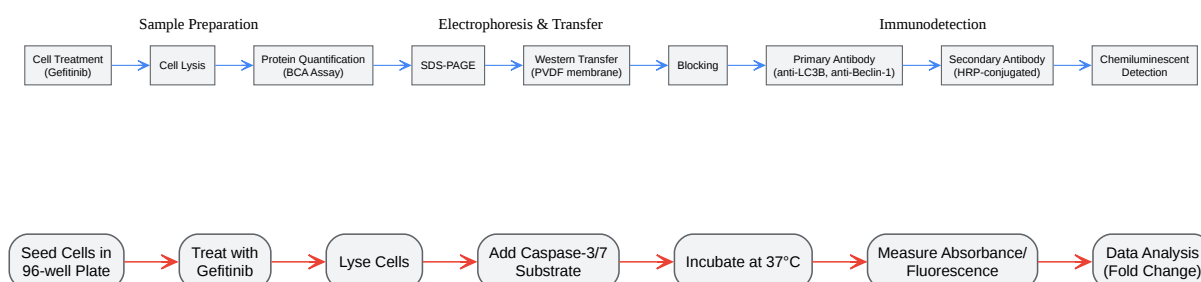 Sample Preparation
Electrophoresis & Transfer
Immunodetection
Cell Treatment
(Gefitinib)
Cell Lysis
Protein Quantification
(BCA Assay)
SDS-PAGE
Western Transfer
(PVDF membrane)
Blocking
Primary Antibody
(anti-LC3B, anti-Beclin-1)
Secondary Antibody
(HRP-conjugated)
Chemiluminescent
Detection
Seed Cells in
96-well Plate
Treat with
Gefitinib
Lyse Cells
Add Caspase-3/7
Substrate
Incubate at 37°C
Measure Absorbance/
Fluorescence
Data Analysis
(Fold Change)